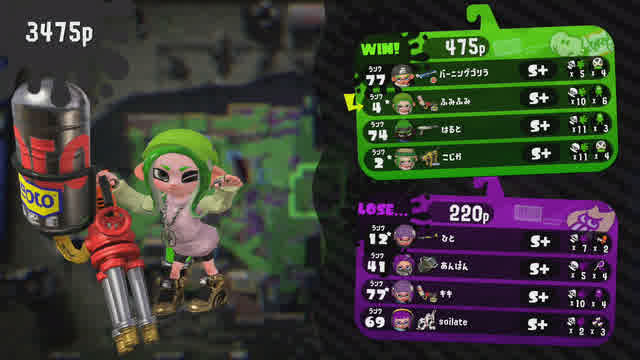 3475p
WIN! 475p
ランク 77 バーニングゴリラ S+ x5 x4
ランク 4* ふみふみ S+ x10 x6
ランク 74 はると S+ x11 x3
ランク 2* こじか S+ x11 x4
LOSE... 220p
ランク 12* ひと S+ x7 x2
ランク 41 あんぱん S+ x5 x4
ランク 77* キキ S+ x10 x4
ランク 69 soilate S+ x2 x3